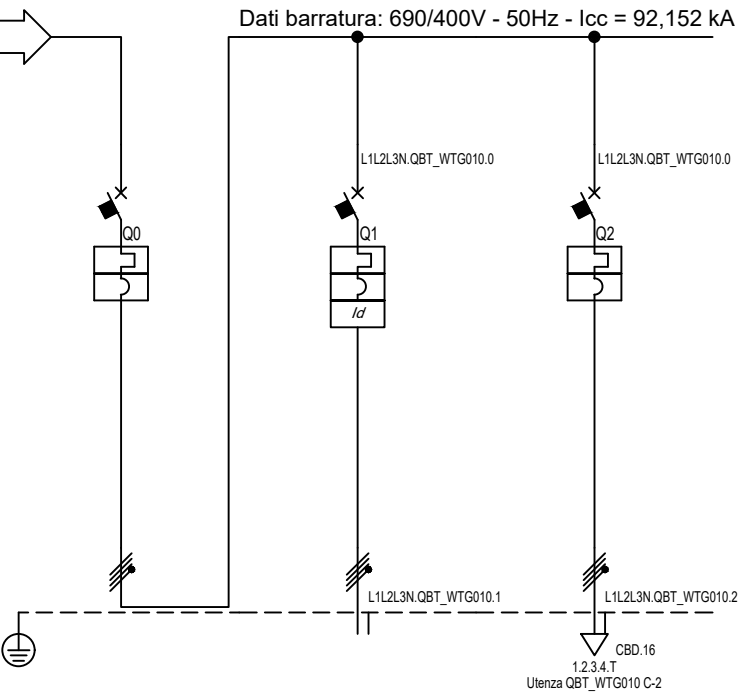 Dati barratura: 690/400V - 50Hz - Icc = 92,152 kA
L1L2L3N.QBT_WTG010.0
L1L2L3N.QBT_WTG010.0
Q0
Q1
Q2
Id
L1L2L3N.QBT_WTG010.1
L1L2L3N.QBT_WTG010.2
CBD.16
1.2.3.4.T
Utenza QBT_WTG010 C-2